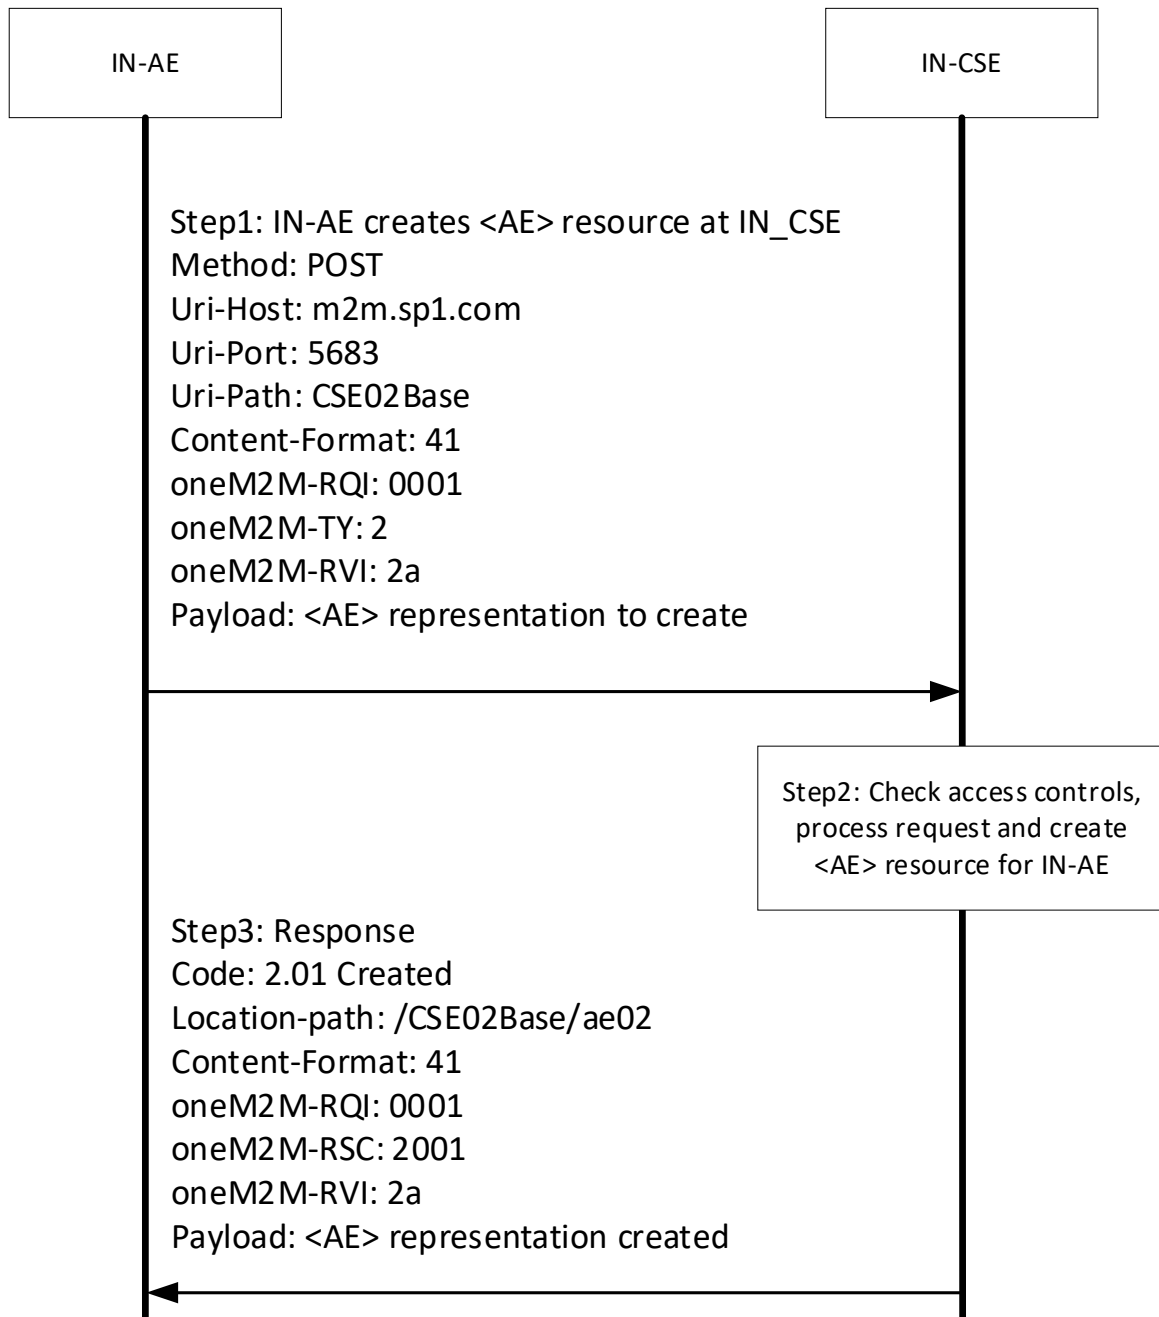 IN-AE
IN-CSE
Step1: IN-AE creates <AE> resource at IN_CSE
Method: POST
Uri-Host: m2m.sp1.com
Uri-Port: 5683
Uri-Path: CSE02Base
Content-Format: 41
oneM2M-RQI: 0001
oneM2M-TY: 2
oneM2M-RVI: 2a
Payload: <AE> representation to create
Step2: Check access controls,
process request and create
<AE> resource for IN-AE
Step3: Response
Code: 2.01 Created
Location-path: /CSE02Base/ae02
Content-Format: 41
oneM2M-RQI: 0001
oneM2M-RSC: 2001
oneM2M-RVI: 2a
Payload: <AE> representation created